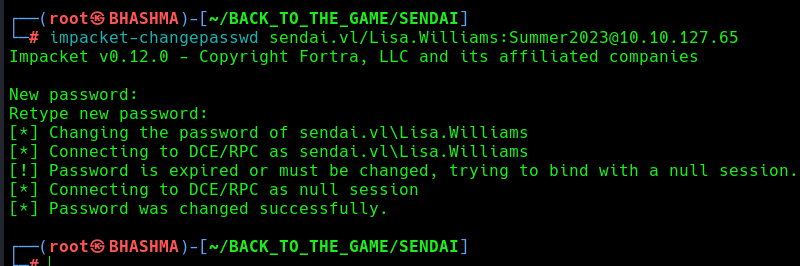 ┌──(root㉿BHASHMA)-[~/BACK_TO_THE_GAME/SENDAI]
└─# impacket-changepasswd sendai.vl/Lisa.Williams:Summer2023@10.10.127.65
Impacket v0.12.0 - Copyright Fortra, LLC and its affiliated companies

New password:
Retype new password:
[*] Changing the password of sendai.vl\Lisa.Williams
[*] Connecting to DCE/RPC as sendai.vl\Lisa.Williams
[!] Password is expired or must be changed, trying to bind with a null session.
[*] Connecting to DCE/RPC as null session
[*] Password was changed successfully.

┌──(root㉿BHASHMA)-[~/BACK_TO_THE_GAME/SENDAI]
└─#